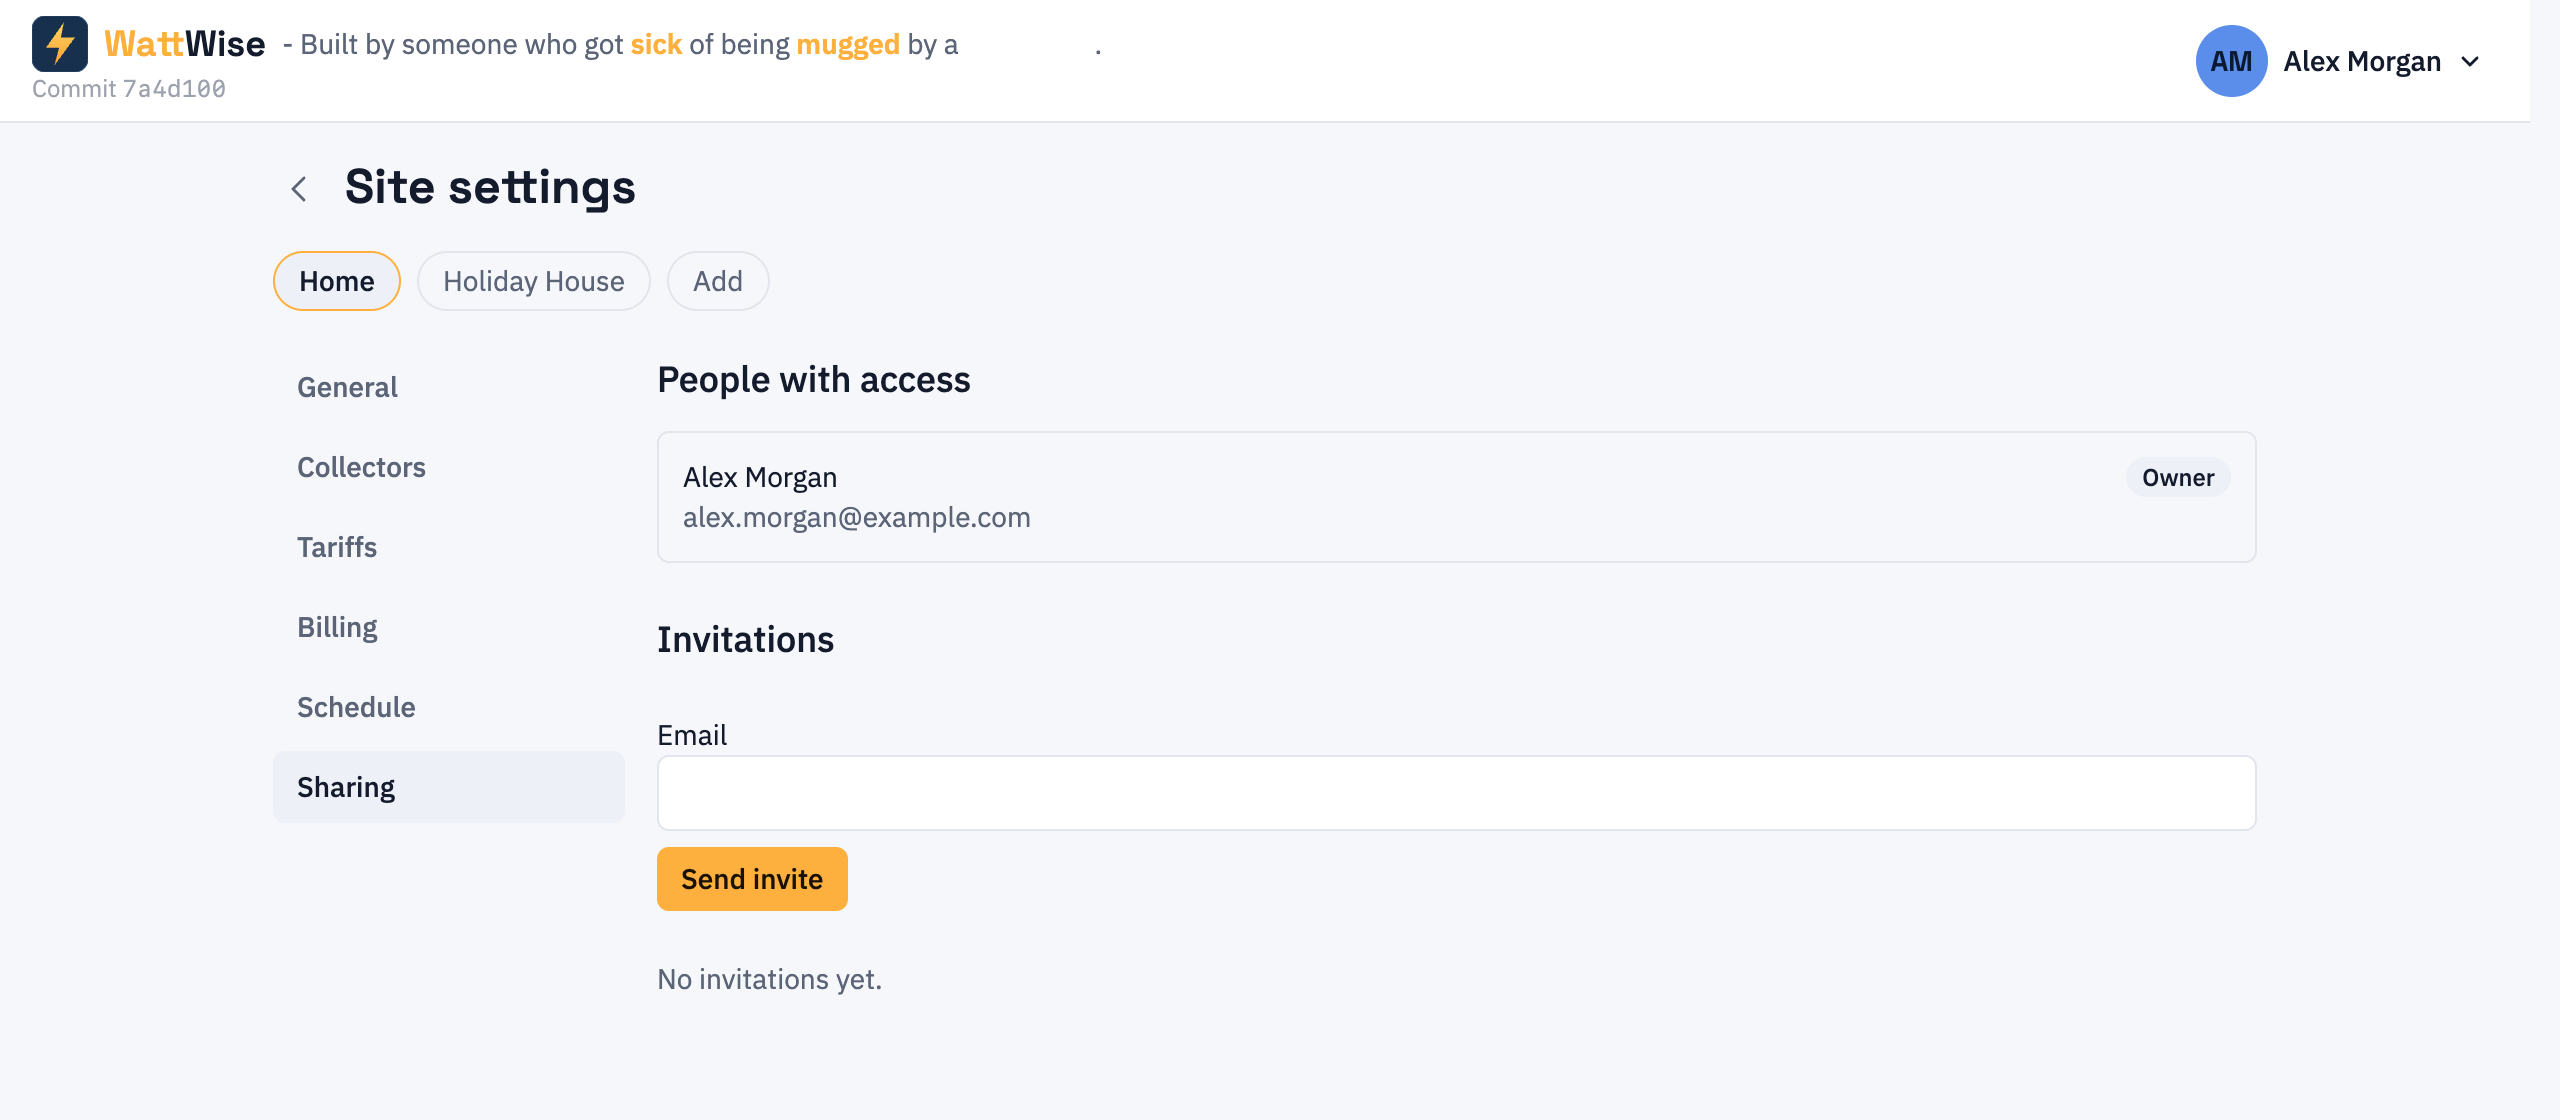 WattWise - Built by someone who got sick of being mugged by a .
Commit 7a4d100
AM Alex Morgan
Site settings
Home Holiday House Add
General
Collectors
Tariffs
Billing
Schedule
Sharing
People with access
Alex Morgan Owner
alex.morgan@example.com
Invitations
Email
Send invite
No invitations yet.